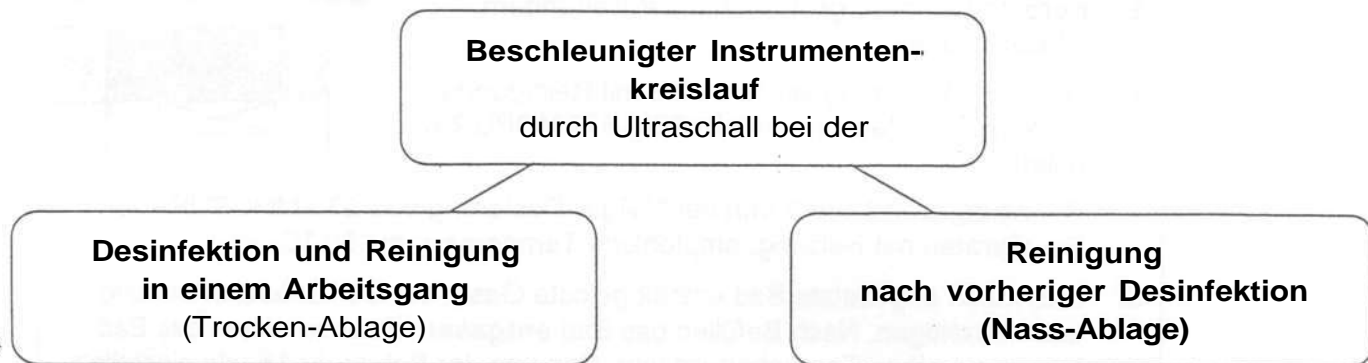 Beschleunigter Instrumenten-
kreislauf
durch Ultraschall bei der
Desinfektion und Reinigung
in einem Arbeitsgang
(Trocken-Ablage)
Reinigung
nach vorheriger Desinfektion
(Nass-Ablage)